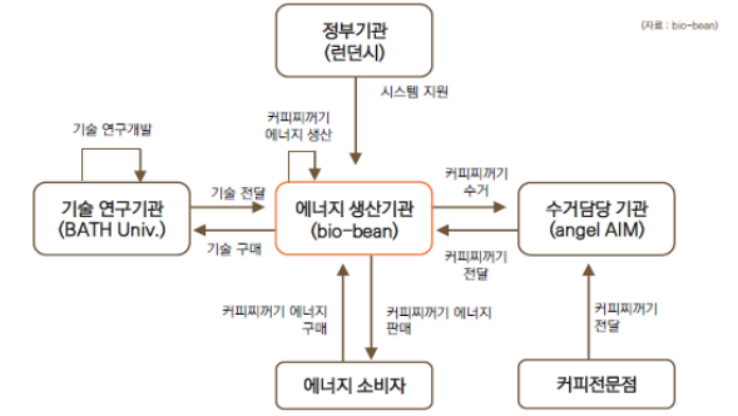 정부기관
(런던시)
(자료 : bio-bean)
시스템 지원
커피찌꺼기
에너지 생산
기술 연구개발
기술 연구기관
(BATH Univ.)
기술 전달
기술 구매
에너지 생산기관
(bio-bean)
커피찌꺼기
수거
커피찌꺼기
전달
수거담당 기관
(angel AIM)
커피찌꺼기 에너지
구매
커피찌꺼기 에너지
판매
커피찌꺼기
전달
에너지 소비자
커피전문점